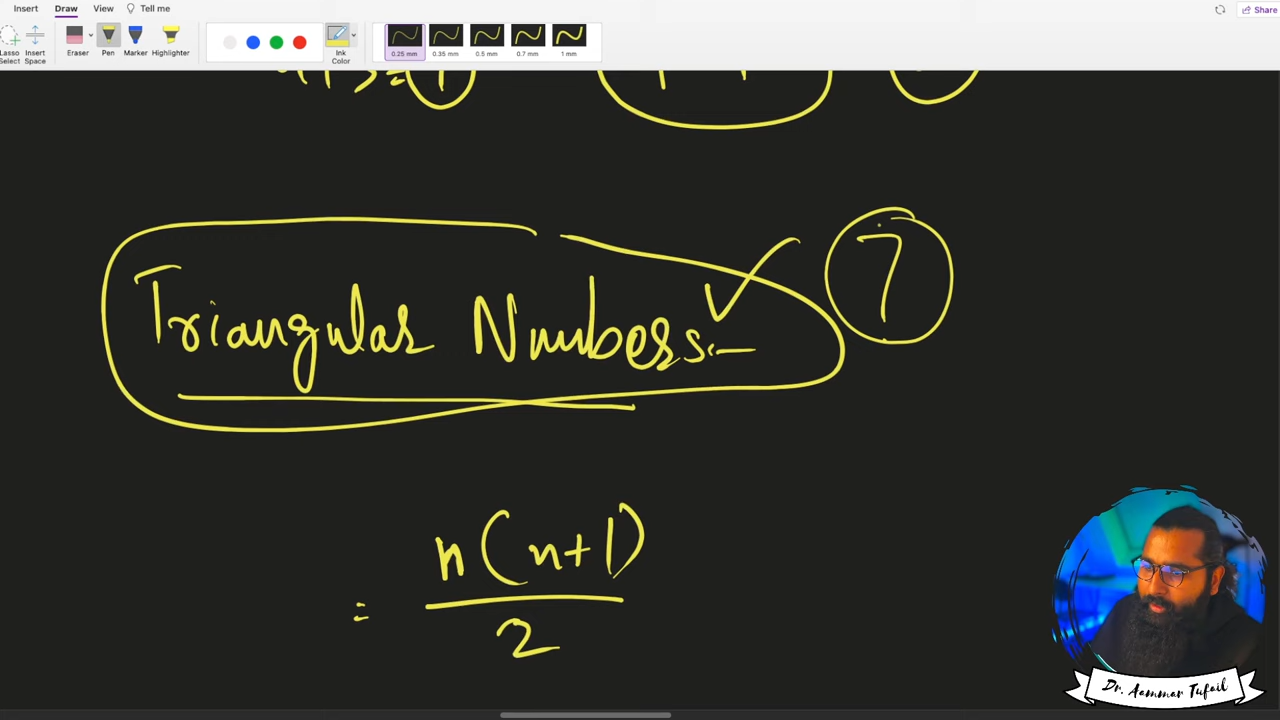 Insert Draw View Tell me Share
Lasso Select Insert Space Eraser Pen Marker Highlighter Ink Color 0.25 mm 0.35 mm 0.5 mm 0.7 mm 1 mm
Triangular Numbers:- 7
n(n+1)
=
2
Dr. Aammar Tufail